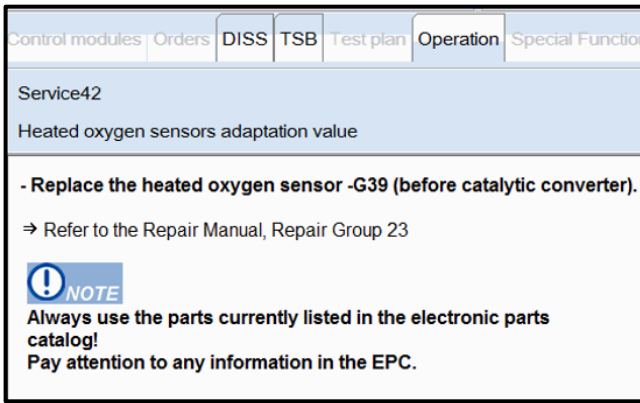 Control modules Orders DISS TSB Test plan Operation Special Function
Service42
Heated oxygen sensors adaptation value
- Replace the heated oxygen sensor -G39 (before catalytic converter).
→ Refer to the Repair Manual, Repair Group 23
NOTE
Always use the parts currently listed in the electronic parts
catalog!
Pay attention to any information in the EPC.